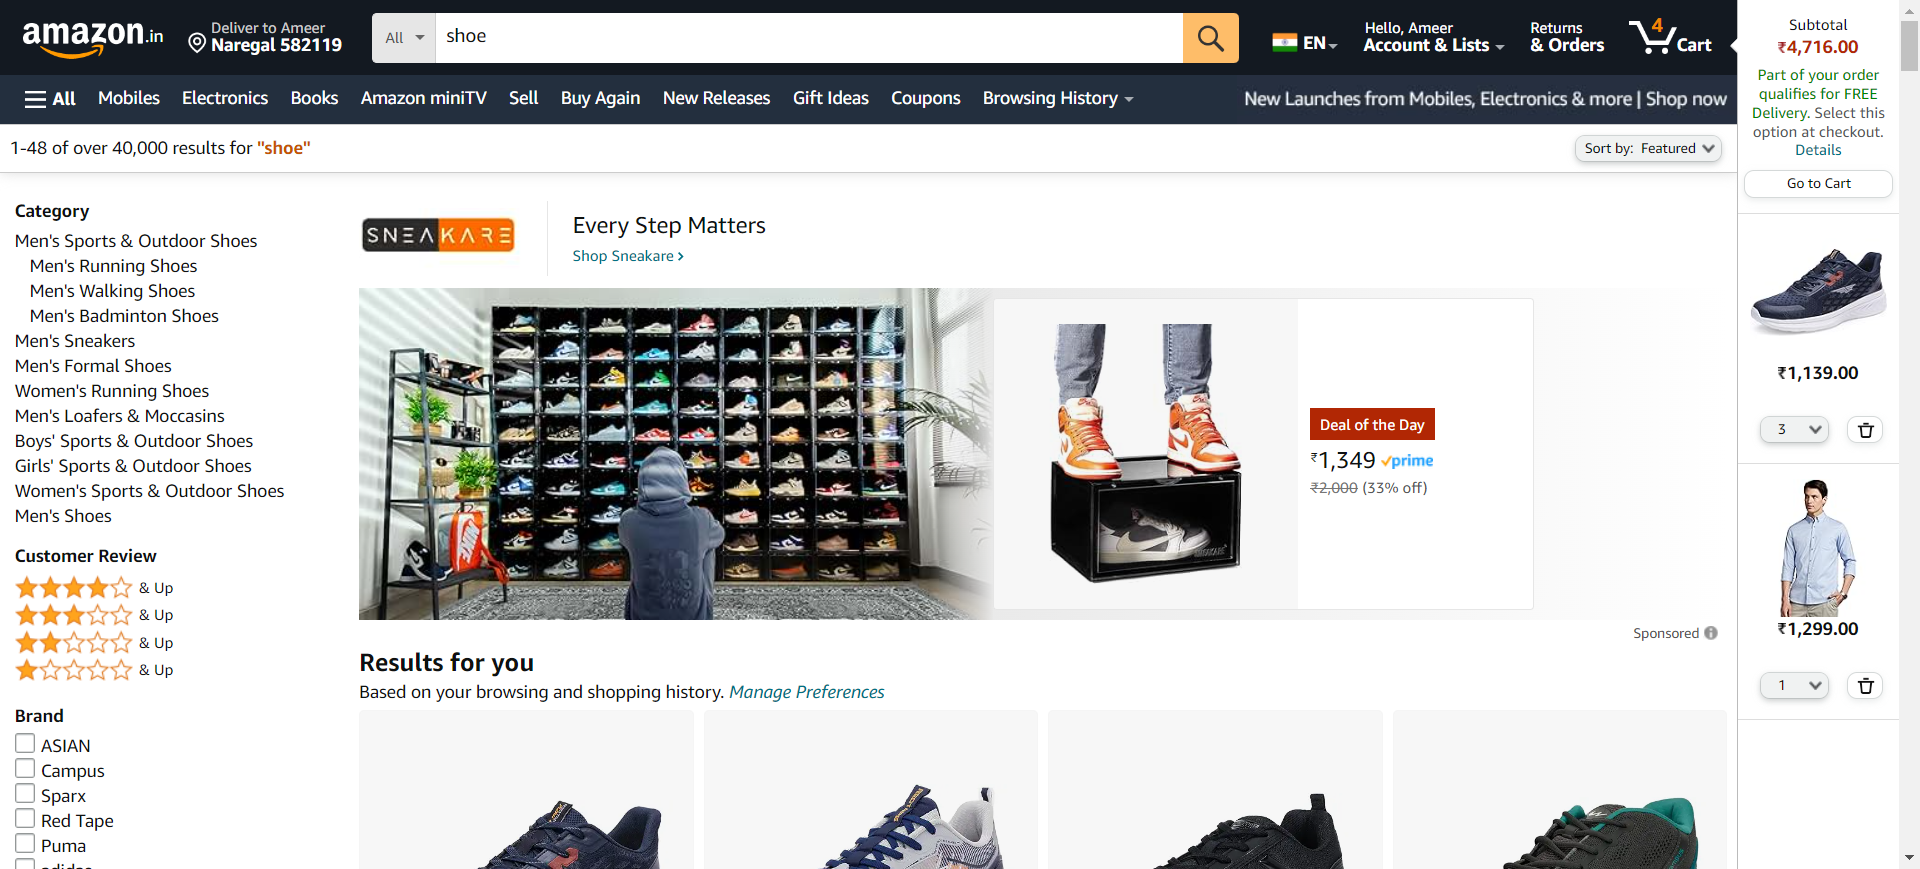 amazon.in
Deliver to Ameer
Naregal 582119
All
shoe
EN
Hello, Ameer
Account & Lists
Returns
& Orders
4
Cart
All
Mobiles
Electronics
Books
Amazon miniTV
Sell
Buy Again
New Releases
Gift Ideas
Coupons
Browsing History
New Launches from Mobiles, Electronics & more | Shop now
1-48 of over 40,000 results for "shoe"
Sort by: Featured
Category
Men's Sports & Outdoor Shoes
Men's Running Shoes
Men's Walking Shoes
Men's Badminton Shoes
Men's Sneakers
Men's Formal Shoes
Women's Running Shoes
Men's Loafers & Moccasins
Boys' Sports & Outdoor Shoes
Girls' Sports & Outdoor Shoes
Women's Sports & Outdoor Shoes
Men's Shoes
Customer Review
& Up
& Up
& Up
& Up
Brand
ASIAN
Campus
Sparx
Red Tape
Puma
adidas
SNEAKARE
Every Step Matters
Shop Sneakare ›
Deal of the Day
₹1,349 prime
₹2,000 (33% off)
Sponsored
Results for you
Based on your browsing and shopping history. Manage Preferences
Subtotal
₹4,716.00
Part of your order
qualifies for FREE
Delivery. Select this
option at checkout.
Details
Go to Cart
₹1,139.00
3
₹1,299.00
1